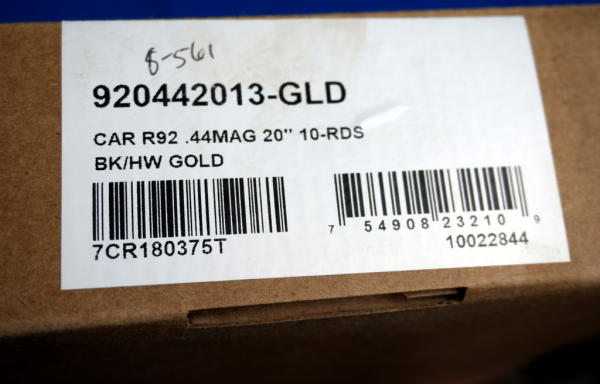 8-561
920442013-GLD
CAR R92 .44MAG 20" 10-RDS
BK/HW GOLD
7CR180375T
7 54908 23210 9
10022844